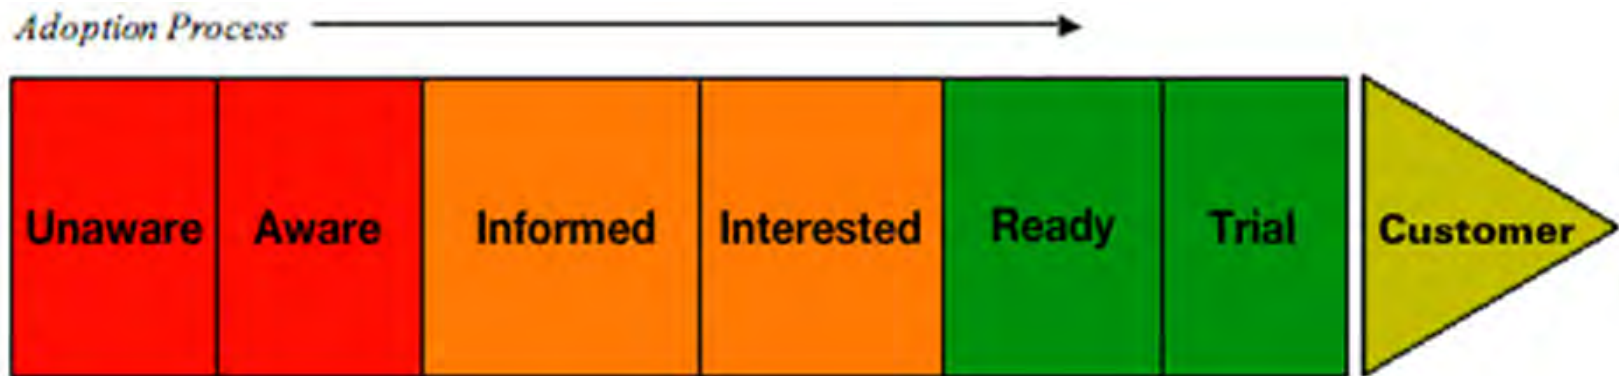 Adoption Process
Unaware Aware Informed Interested Ready Trial Customer